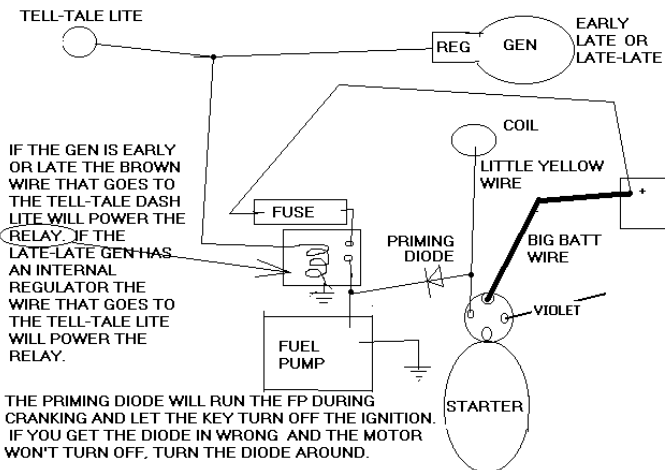 TELL-TALE LITE
REG
GEN
EARLY
LATE OR
LATE-LATE
COIL
LITTLE YELLOW
WIRE
+
IF THE GEN IS EARLY
OR LATE THE BROWN
WIRE THAT GOES TO
THE TELL-TALE DASH
LITE WILL POWER THE
RELAY. IF THE
LATE-LATE GEN HAS
AN INTERNAL
REGULATOR THE
WIRE THAT GOES TO
THE TELL-TALE LITE
WILL POWER THE
RELAY.
FUSE
PRIMING
DIODE
BIG BATT
WIRE
VIOLET
FUEL
PUMP
STARTER
THE PRIMING DIODE WILL RUN THE FP DURING
CRANKING AND LET THE KEY TURN OFF THE IGNITION.
IF YOU GET THE DIODE IN WRONG AND THE MOTOR
WON'T TURN OFF, TURN THE DIODE AROUND.